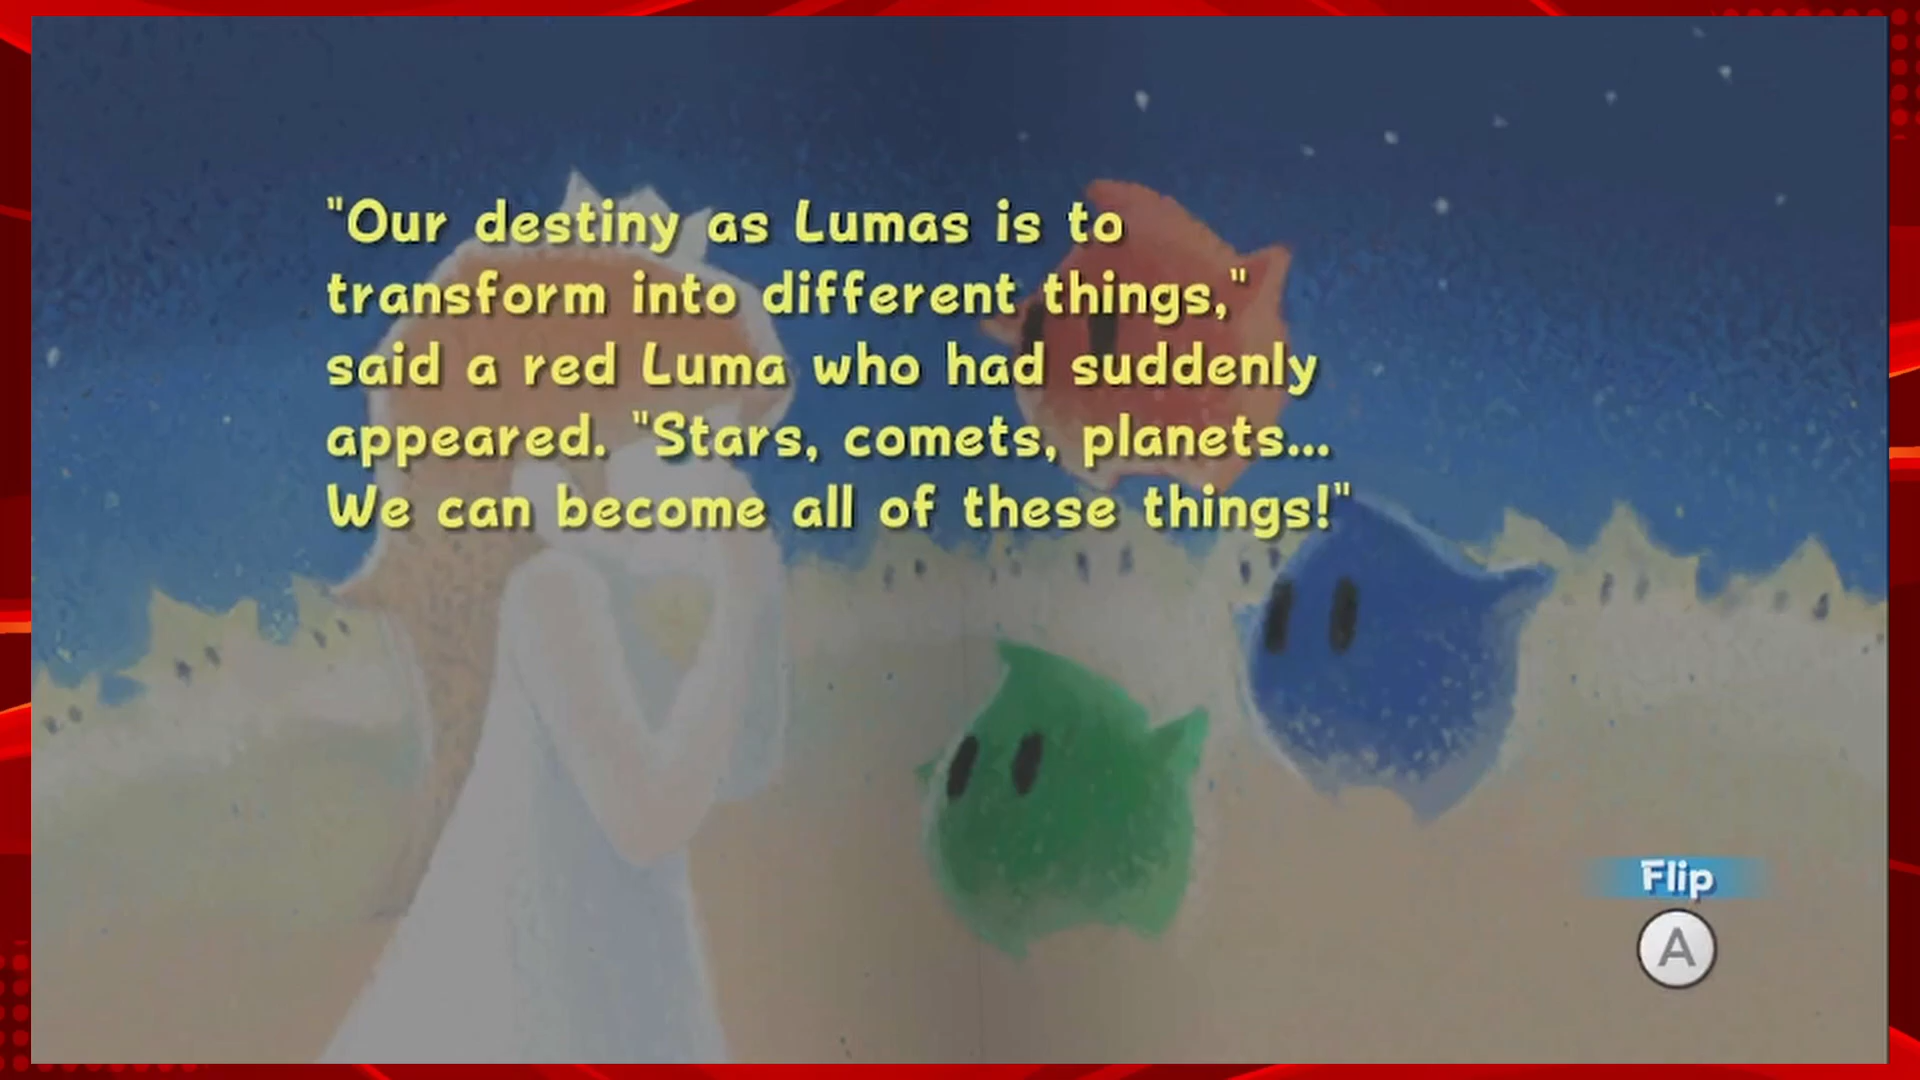 "Our destiny as Lumas is to
transform into different things,"
said a red Luma who had suddenly
appeared. "Stars, comets, planets...
We can become all of these things!"
Flip
A